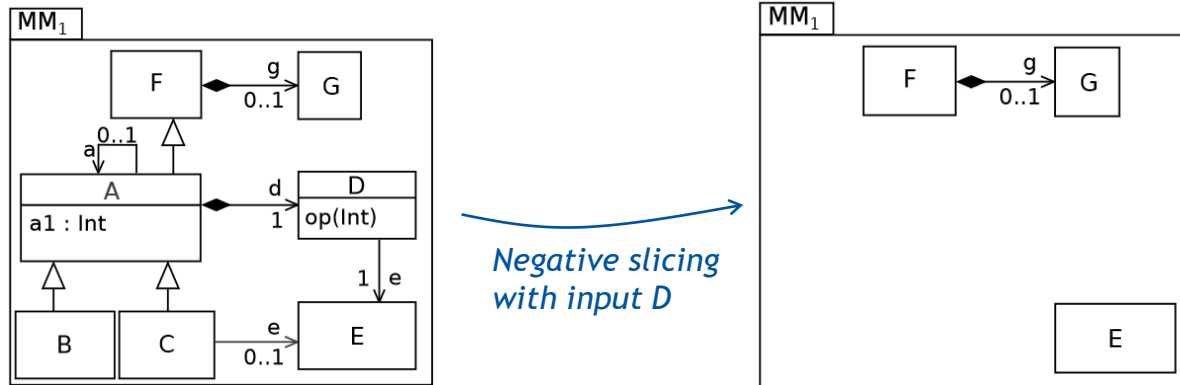 MM1
F
g
0..1
G
0..1
a
A
a1 : Int
d
1
D
op(Int)
1 e
B
C
e
0..1
E
Negative slicing
with input D
MM1
F
g
0..1
G
E